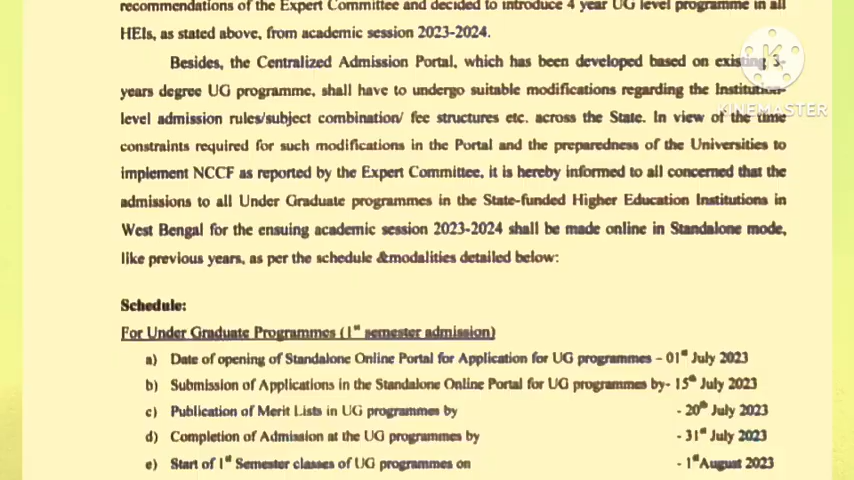 recommendations of the Expert Committee and decided to introduce 4 year UG level programme in all
HEIs, as stated above, from academic session 2023-2024.
Besides, the Centralized Admission Portal, which has been developed based on existing 3-
years degree UG programme, shall have to undergo suitable modifications regarding the Institution-
level admission rules/subject combination/ fee structures etc. across the State. In view of the time
constraints required for such modifications in the Portal and the preparedness of the Universities to
implement NCCF as reported by the Expert Committee, it is hereby informed to all concerned that the
admissions to all Under Graduate programmes in the State-funded Higher Education Institutions in
West Bengal for the ensuing academic session 2023-2024 shall be made online in Standalone mode,
like previous years, as per the schedule &modalities detailed below:
Schedule:
For Under Graduate Programmes (1st semester admission)
a) Date of opening of Standalone Online Portal for Application for UG programmes – 01st July 2023
b) Submission of Applications in the Standalone Online Portal for UG programmes by- 15th July 2023
c) Publication of Merit Lists in UG programmes by - 20th July 2023
d) Completion of Admission at the UG programmes by - 31st July 2023
e) Start of 1st Semester classes of UG programmes on - 1st August 2023
K
KINEMASTER